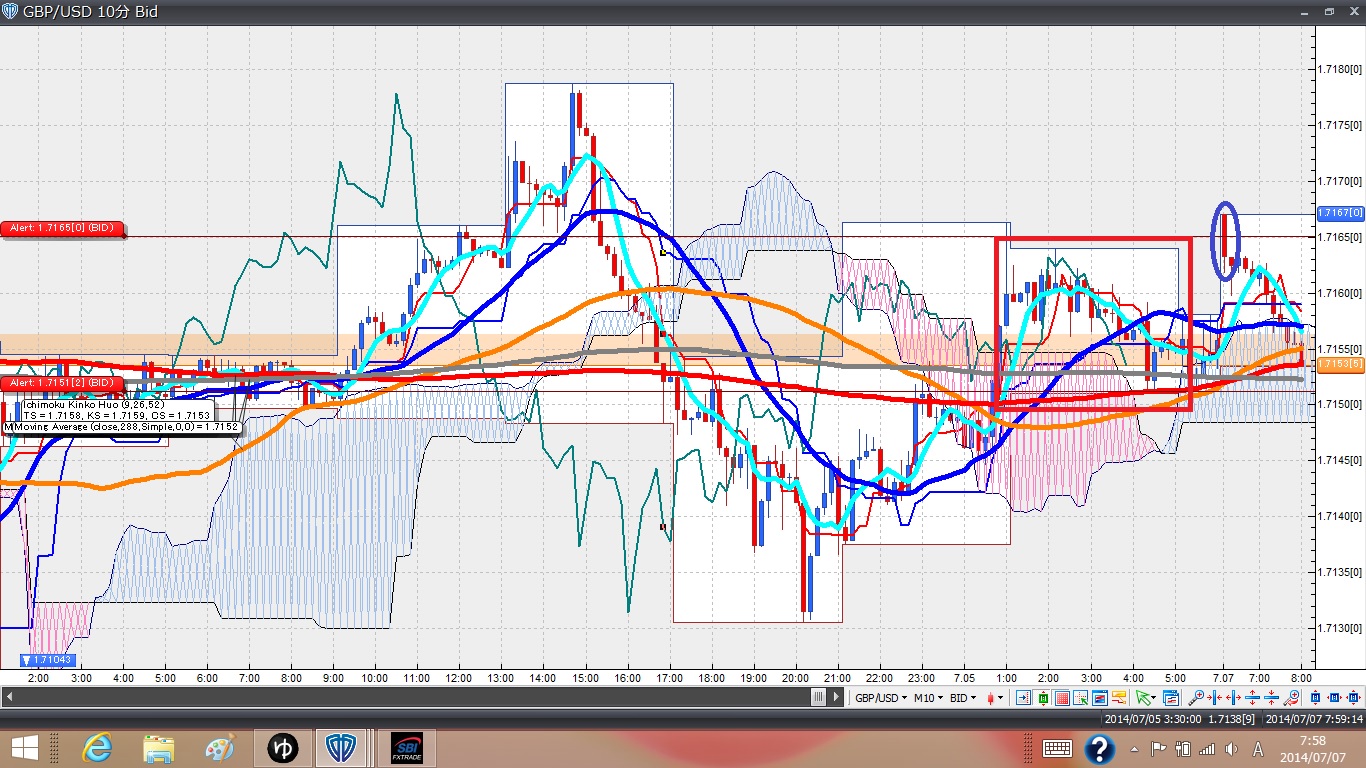 GBP/USD 10分 Bid
1.7180[0]
1.7175[0]
1.7170[0]
1.7167[0]
1.7165[0]
1.7160[0]
1.7155[0]
1.7153[5]
1.7150[0]
1.7145[0]
1.7140[0]
1.7135[0]
1.7130[0]
Alert: 1.7165[0] (BID)
Alert: 1.7151[2] (BID)
Ichimoku Kinko Huo (9,26,52)
TS = 1.7158, KS = 1.7159, CS = 1.7153
Moving Average (close,288,Simple,0,0) = 1.7152
▼ 1.71043
2:00 3:00 4:00 5:00 6:00 7:00 8:00 9:00 10:00 11:00 12:00 13:00 14:00 15:00 16:00 17:00 18:00 19:00 20:00 21:00 22:00 23:00 7.05 1:00 2:00 3:00 4:00 5:00 7.07 7:00 8:00
GBP/USD M10 BID
2014/07/05 3:30:00 1.7138[9] 2014/07/07 7:59:14
ゆ
SBI
FXTRADE
A
7:58
2014/07/07